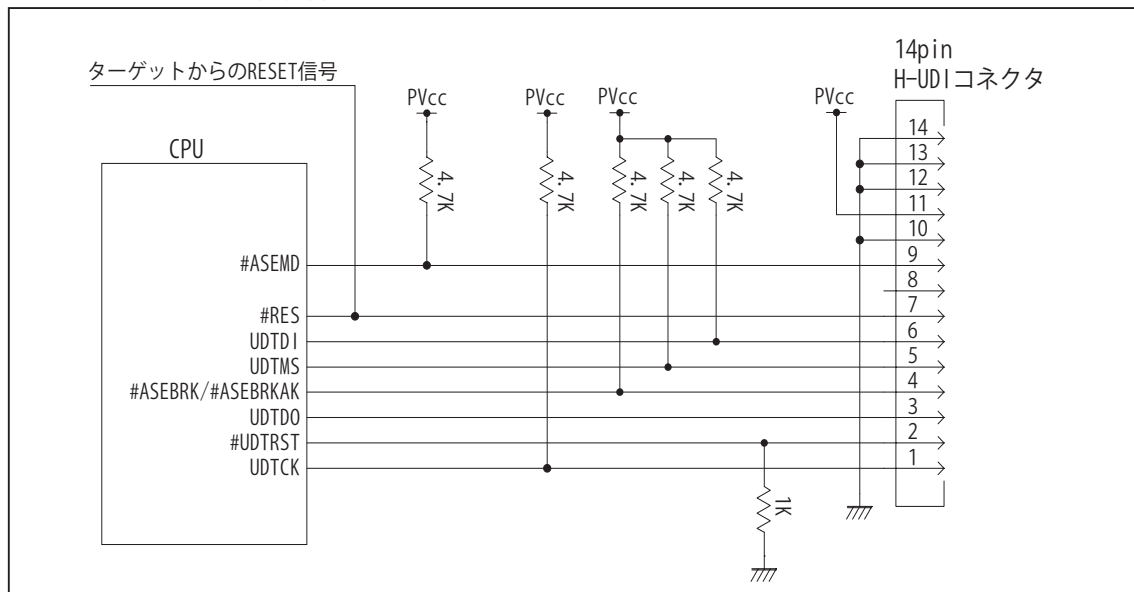 14pin
H-UDIコネクタ
ターゲットからのRESET信号
PVcc
PVcc
PVcc
PVcc
CPU
4.7K
4.7K
4.7K
4.7K
4.7K
14
13
12
11
10
#ASEMD
9
8
#RES
7
UDTDI
6
UDTMS
5
#ASEBRK/#ASEBRKAK
4
UDTDO
3
#UDTRST
2
UDTCK
1
1K